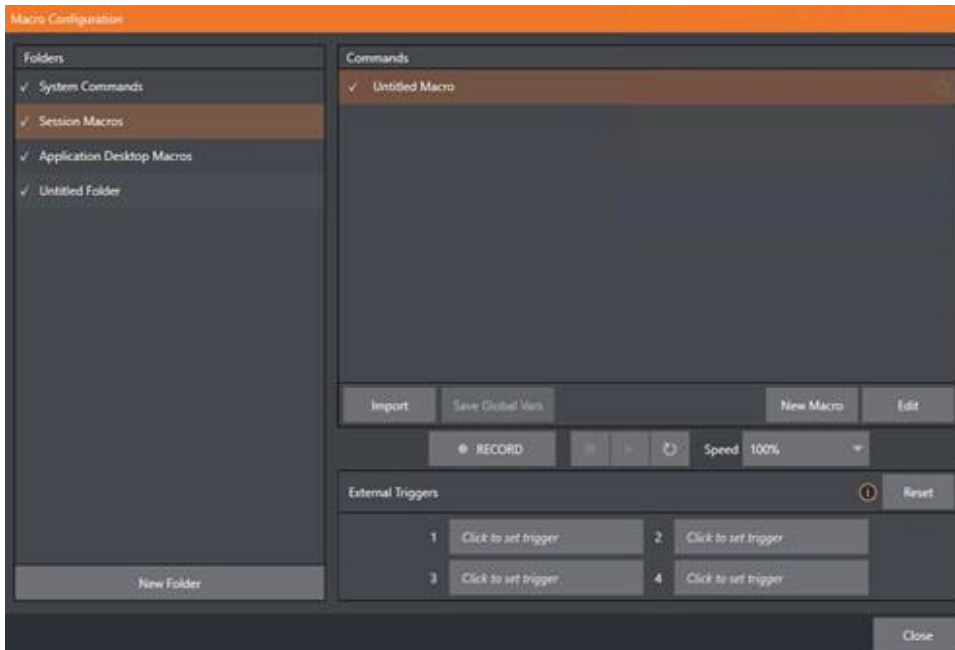 Macro Configuration
Folders
System Commands
Session Macros
Application Desktop Macros
Untitled Folder
New Folder
Commands
Untitled Macro
Import
Save Global Vars
New Macro
Edit
RECORD
Speed
100%
External Triggers
Reset
1
Click to set trigger
2
Click to set trigger
3
Click to set trigger
4
Click to set trigger
Close